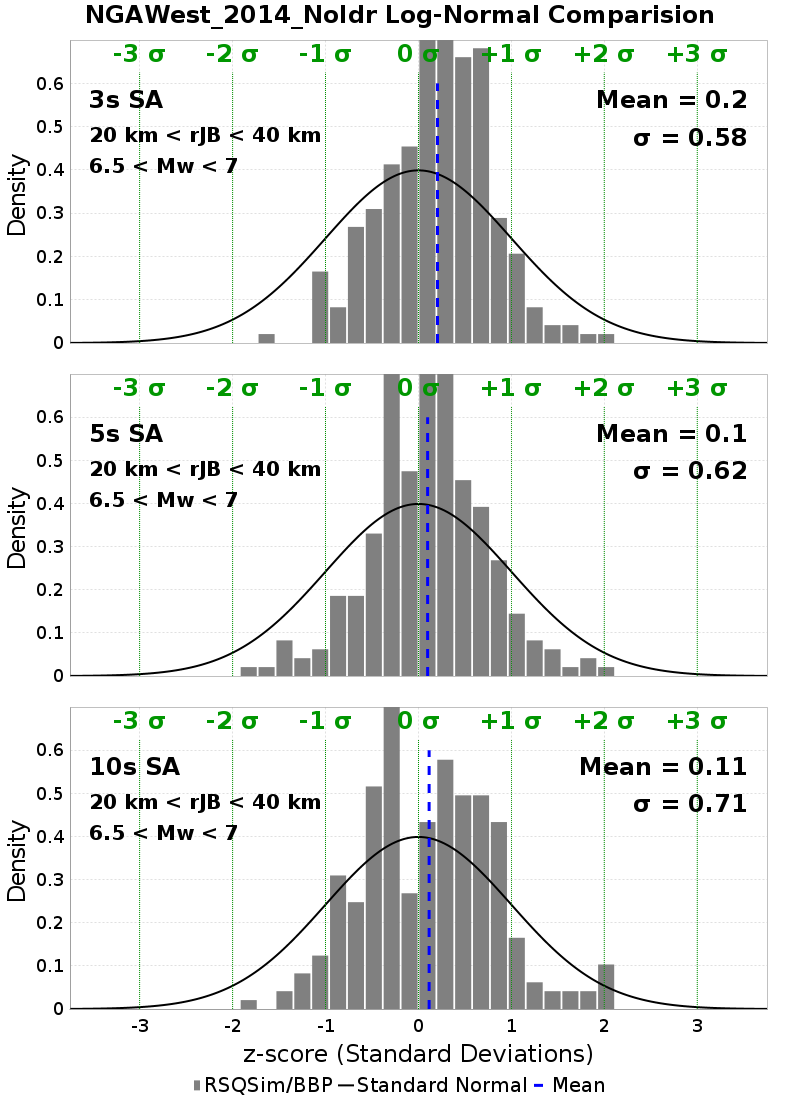 NGAWest_2014_NoIdr Log-Normal Comparision
-3 σ -2 σ -1 σ 0 σ +1 σ +2 σ +3 σ
3s SA
Mean = 0.2
20 km < rJB < 40 km
σ = 0.58
6.5 < Mw < 7
0.6
0.5
0.4
0.3
0.2
0.1
0
Density
-3 σ -2 σ -1 σ 0 σ +1 σ +2 σ +3 σ
5s SA
Mean = 0.1
20 km < rJB < 40 km
σ = 0.62
6.5 < Mw < 7
0.6
0.5
0.4
0.3
0.2
0.1
0
Density
-3 σ -2 σ -1 σ 0 σ +1 σ +2 σ +3 σ
10s SA
Mean = 0.11
20 km < rJB < 40 km
σ = 0.71
6.5 < Mw < 7
0.6
0.5
0.4
0.3
0.2
0.1
0
Density
-3 -2 -1 0 1 2 3
z-score (Standard Deviations)
RSQSim/BBP Standard Normal Mean